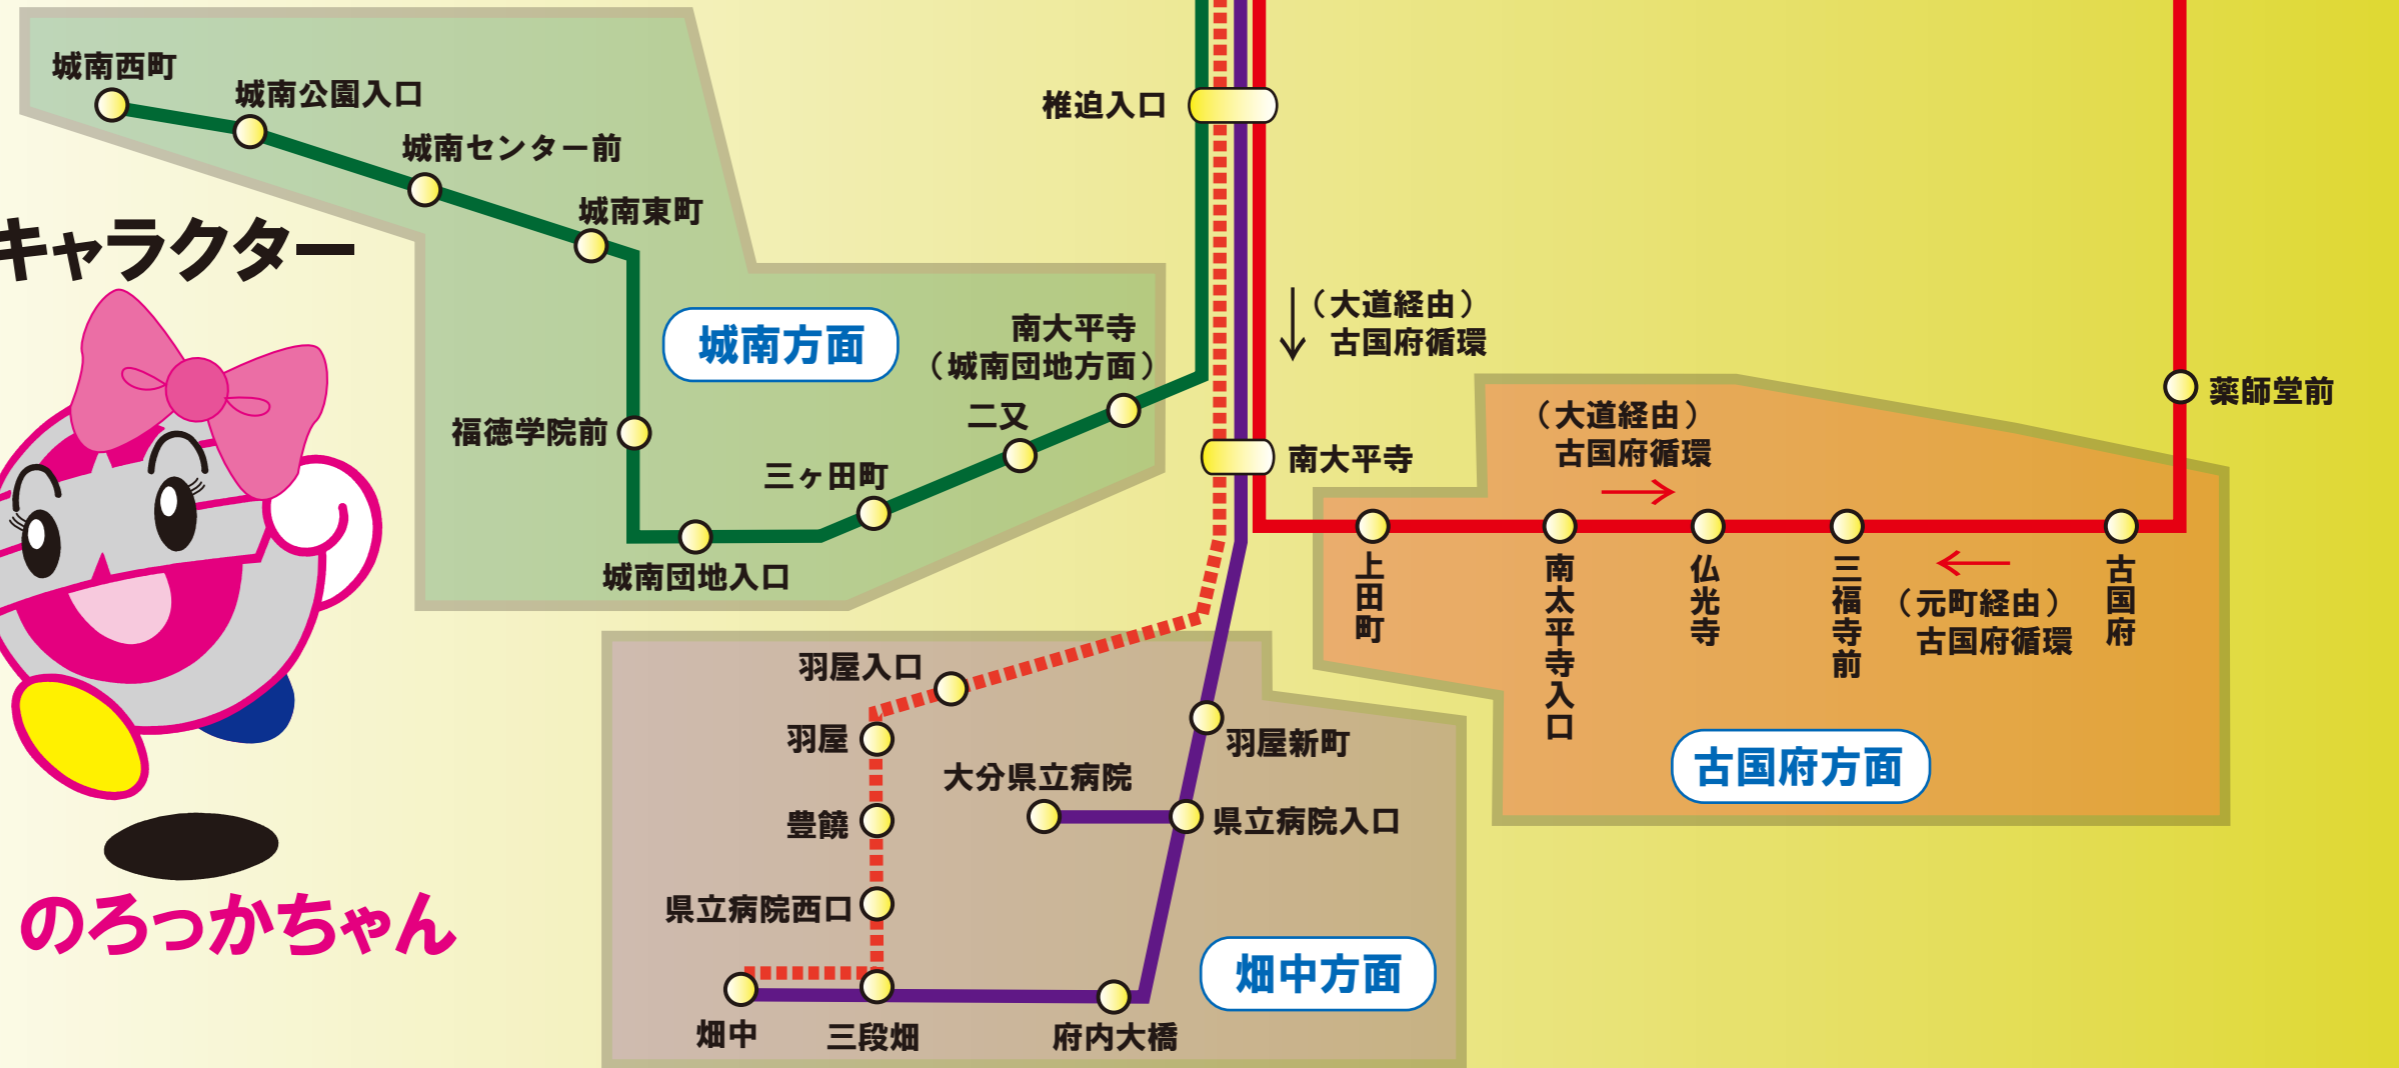 城南西町
城南公園入口
城南センター前
城南東町
キャラクター
城南方面
南大平寺
（城南団地方面）
二又
三ヶ田町
福徳学院前
城南団地入口
椎迫入口
（大道経由）
古国府循環
南大平寺
（大道経由）
古国府循環
薬師堂前
上田町
南太平寺入口
仏光寺
三福寺前
（元町経由）
古国府循環
古国府
古国府方面
羽屋入口
羽屋
羽屋新町
大分県立病院
県立病院入口
豊饒
県立病院西口
畑中方面
畑中
三段畑
府内大橋
のろっかちゃん